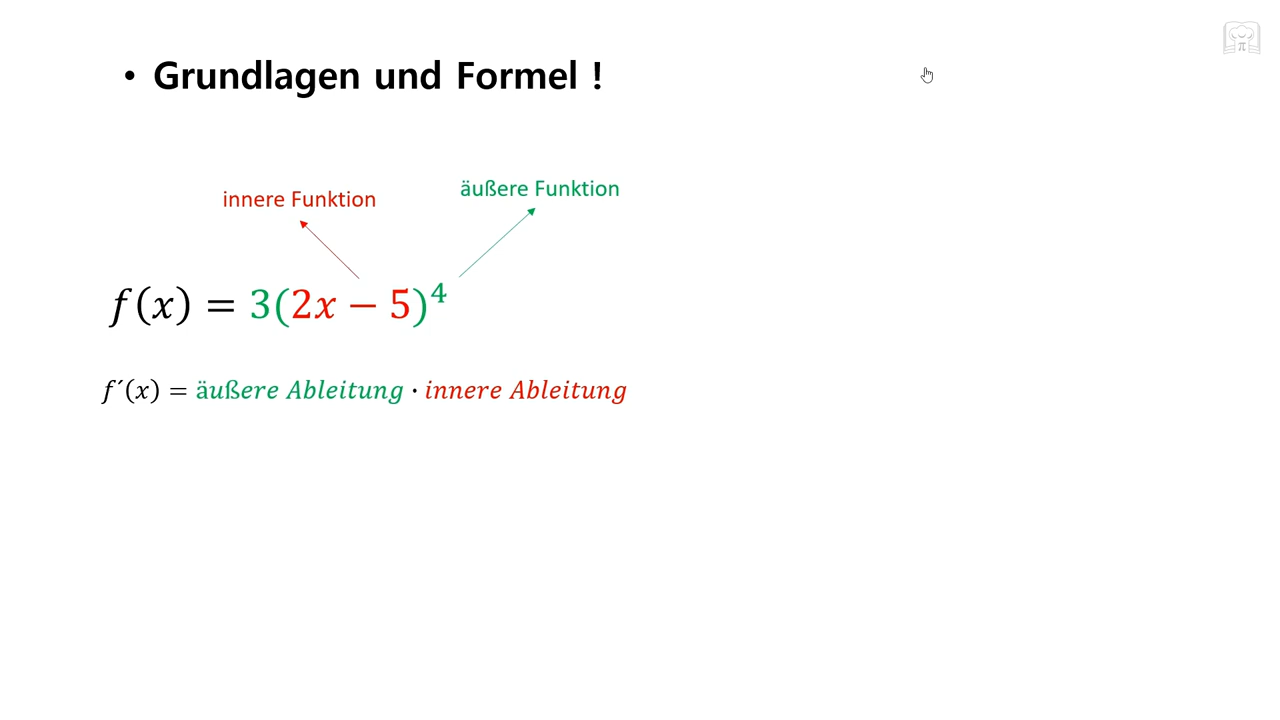 • Grundlagen und Formel !
innere Funktion
äußere Funktion
f(x) = 3(2x − 5)⁴
f´(x) = äußere Ableitung · innere Ableitung
π